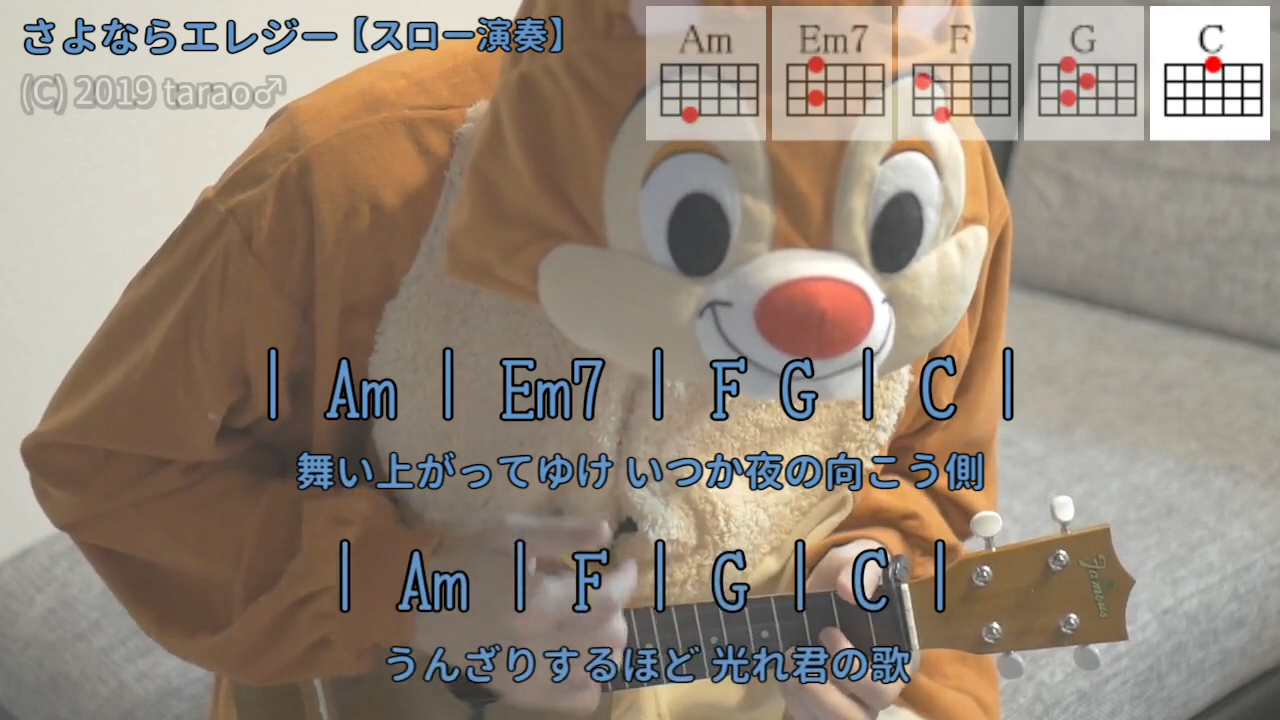 さよならエレジー【スロー演奏】
(C) 2019 tarao♂
Am Em7 F G C
| Am | Em7 | F G | C |
舞い上がってゆけ いつか夜の向こう側
| Am | F | G | C |
うんざりするほど 光れ君の歌
Famous